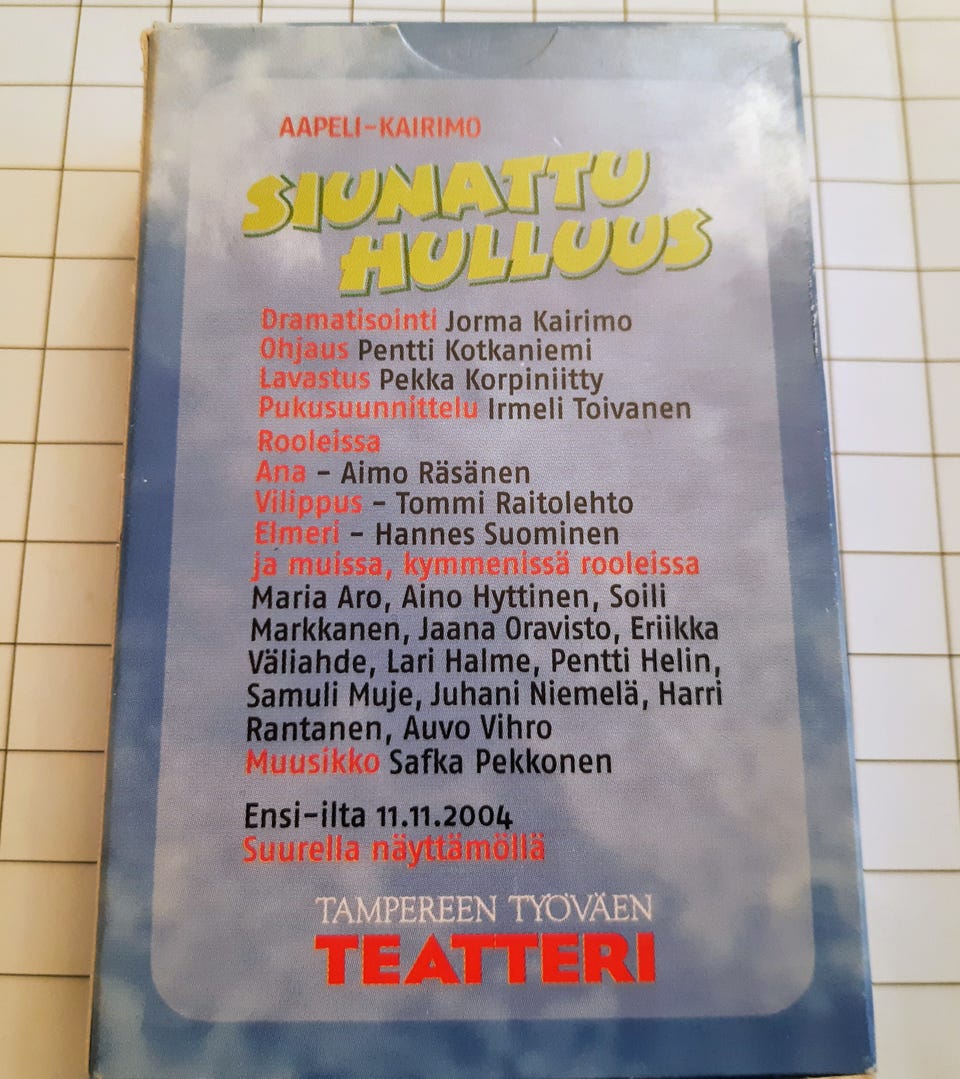 AAPELI-KAIRIMO
SIUNATTU
HULLUUS
Dramatisointi Jorma Kairimo
Ohjaus Pentti Kotkaniemi
Lavastus Pekka Korpiniitty
Pukusuunnittelu Irmeli Toivanen
Rooleissa
Ana – Aimo Räsänen
Vilippus – Tommi Raitolehto
Elmeri – Hannes Suominen
ja muissa, kymmenissä rooleissa
Maria Aro, Aino Hyttinen, Soili
Markkanen, Jaana Oravisto, Eriikka
Väliahde, Lari Halme, Pentti Helin,
Samuli Muje, Juhani Niemelä, Harri
Rantanen, Auvo Vihro
Muusikko Safka Pekkonen
Ensi-ilta 11.11.2004
Suurella näyttämöllä
TAMPEREEN TYÖVÄEN
TEATTERI